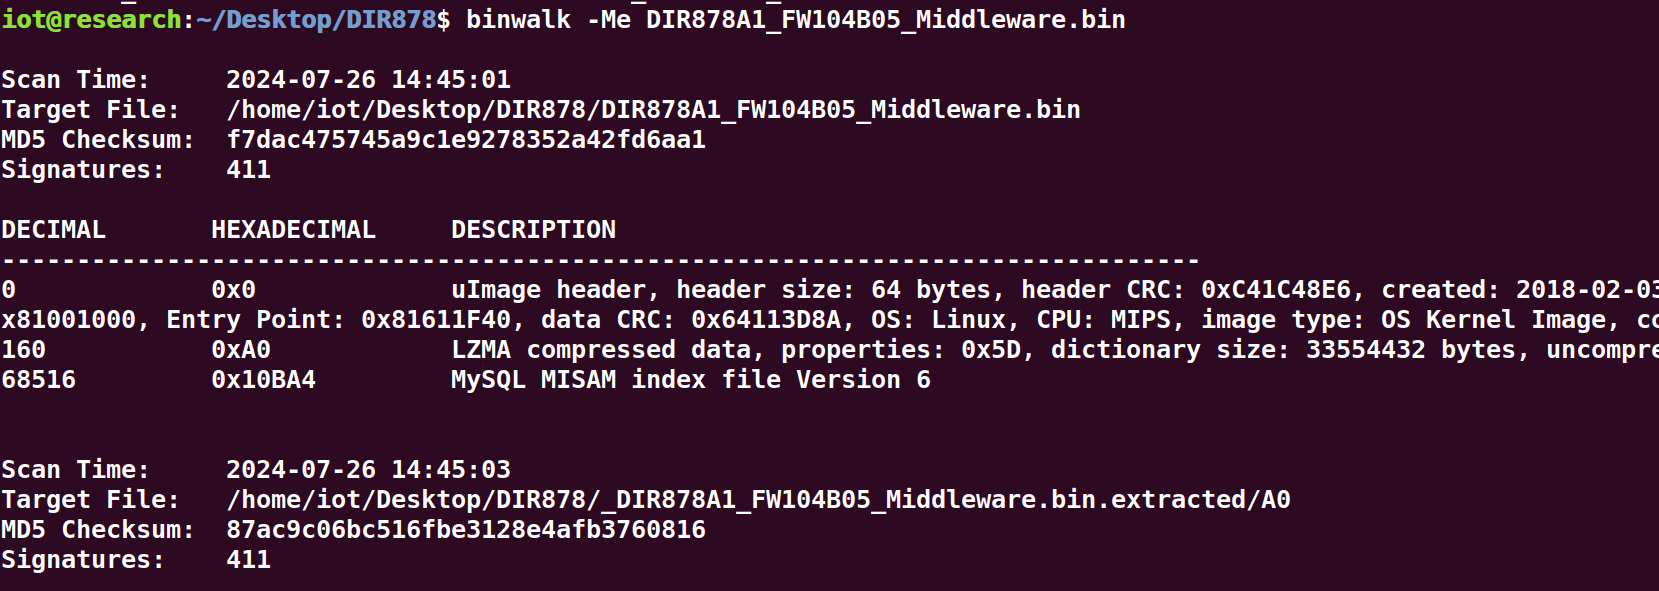 iot@research:~/Desktop/DIR878$ binwalk -Me DIR878A1_FW104B05_Middleware.bin
Scan Time:     2024-07-26 14:45:01
Target File:   /home/iot/Desktop/DIR878/DIR878A1_FW104B05_Middleware.bin
MD5 Checksum:  f7dac475745a9c1e9278352a42fd6aa1
Signatures:    411
DECIMAL       HEXADECIMAL     DESCRIPTION
--------------------------------------------------------------------------------
0             0x0             uImage header, header size: 64 bytes, header CRC: 0xC41C48E6, created: 2018-02-03
x81001000, Entry Point: 0x81611F40, data CRC: 0x64113D8A, OS: Linux, CPU: MIPS, image type: OS Kernel Image, co
160           0xA0            LZMA compressed data, properties: 0x5D, dictionary size: 33554432 bytes, uncompre
68516         0x10BA4         MySQL MISAM index file Version 6
Scan Time:     2024-07-26 14:45:03
Target File:   /home/iot/Desktop/DIR878/_DIR878A1_FW104B05_Middleware.bin.extracted/A0
MD5 Checksum:  87ac9c06bc516fbe3128e4afb3760816
Signatures:    411